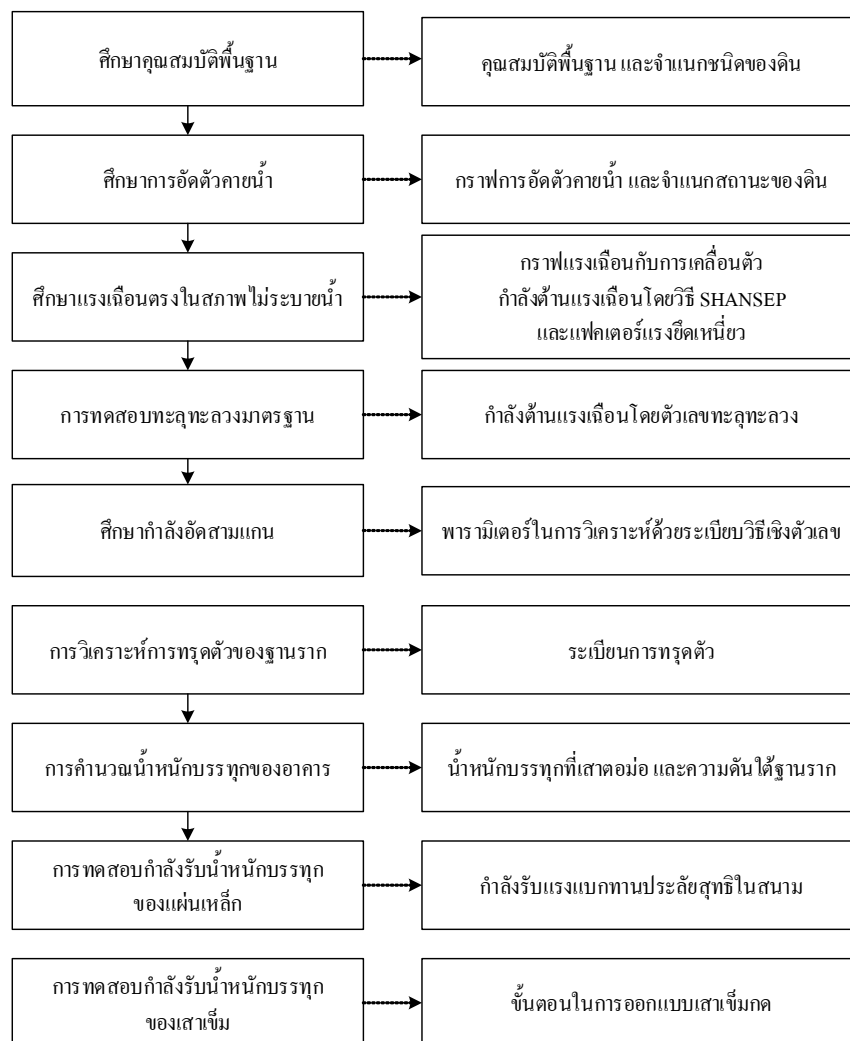 ศึกษาคุณสมบัติพื้นฐาน
คุณสมบัติพื้นฐาน และจำแนกชนิดของดิน
ศึกษาการอัดตัวคายน้ำ
กราฟการอัดตัวคายน้ำ และจำแนกสถานะของดิน
ศึกษาแรงเฉือนตรงในสภาพไม่ระบายน้ำ
กราฟแรงเฉือนกับการเคลื่อนตัว
กำลังต้านแรงเฉือนโดยวิธี SHANSEP
และแฟคเตอร์แรงยึดเหนี่ยว
การทดสอบทะลุทะลวงมาตรฐาน
กำลังต้านแรงเฉือนโดยตัวเลขทะลุทะลวง
ศึกษากำลังอัดสามแกน
พารามิเตอร์ในการวิเคราะห์ด้วยระเบียบวิธีเชิงตัวเลข
การวิเคราะห์การทรุดตัวของฐานราก
ระเบียนการทรุดตัว
การคำนวณน้ำหนักบรรทุกของอาคาร
น้ำหนักบรรทุกที่เสาตอม่อ และความดันใต้ฐานราก
การทดสอบกำลังรับน้ำหนักบรรทุก
ของแผ่นเหล็ก
กำลังรับแรงแบกทานประลัยสุทธิในสนาม
การทดสอบกำลังรับน้ำหนักบรรทุก
ของเสาเข็ม
ขั้นตอนในการออกแบบเสาเข็มกด